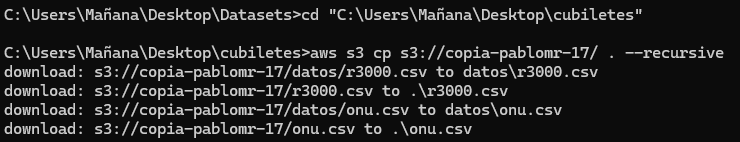 C:\Users\Mañana\Desktop\Datasets>cd "C:\Users\Mañana\Desktop\cubiletes"
C:\Users\Mañana\Desktop\cubiletes>aws s3 cp s3://copia-pablomr-17/ . --recursive
download: s3://copia-pablomr-17/datos/r3000.csv to datos\r3000.csv
download: s3://copia-pablomr-17/r3000.csv to .\r3000.csv
download: s3://copia-pablomr-17/datos/onu.csv to datos\onu.csv
download: s3://copia-pablomr-17/onu.csv to .\onu.csv